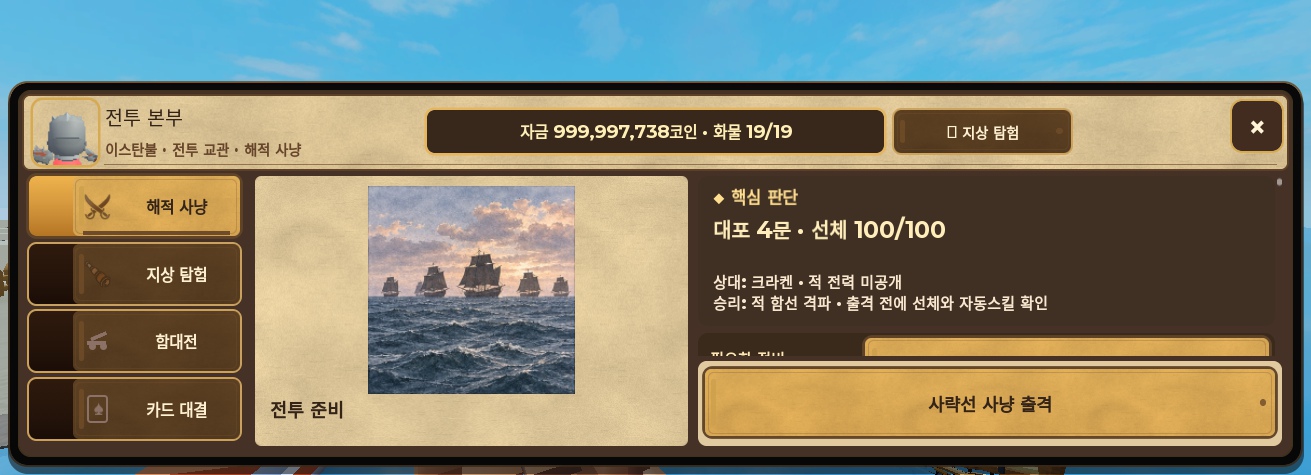 전투 본부
이스탄불 • 전투 교관 • 해적 사냥
자금 999,997,738코인 • 화물 19/19
지상 탐험
×
해적 사냥
지상 탐험
함대전
카드 대결
전투 준비
◆ 핵심 판단
대포 4문 • 선체 100/100
상대: 크라켄 • 적 전력 미공개
승리: 적 함선 격파 • 출격 전에 선체와 자동스킬 확인
사략선 사냥 출격